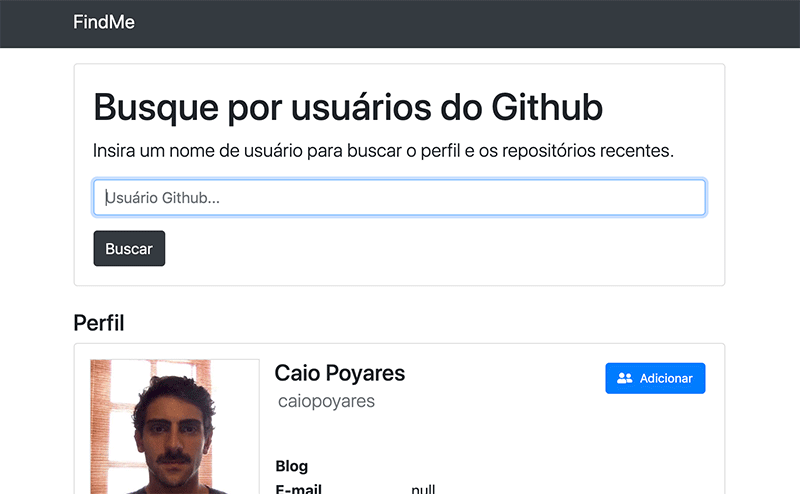 FindMe
Busque por usuários do Github
Insira um nome de usuário para buscar o perfil e os repositórios recentes.
Usuário Github...
Buscar
Perfil
Caio Poyares
Adicionar
caiopoyares
Blog
E-mail null